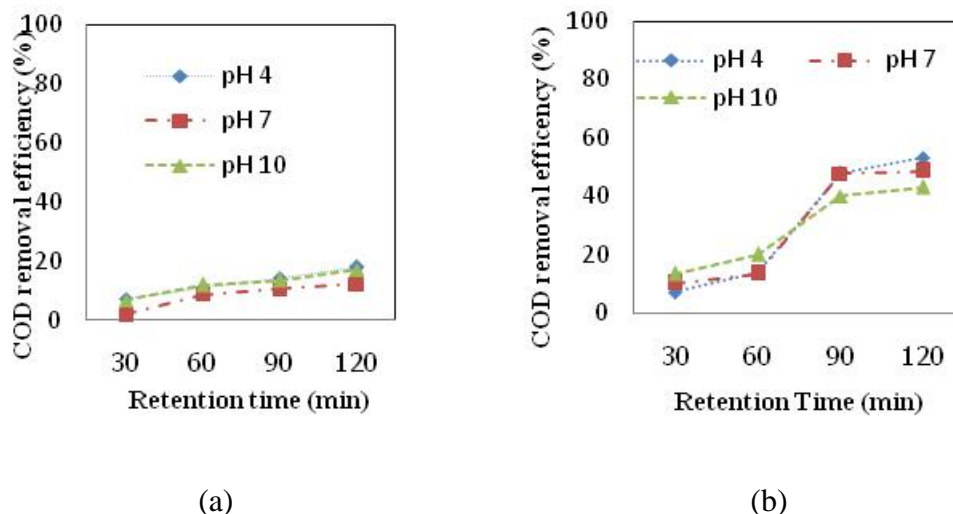 COD removal efficiency (%)
100
80
60
40
20
0
pH 4
pH 7
pH 10
30 60 90 120
Retention time (min)
(a)
COD removal efficency (%)
100
80
60
40
20
0
pH 4 pH 7
pH 10
30 60 90 120
Retention Time (min)
(b)